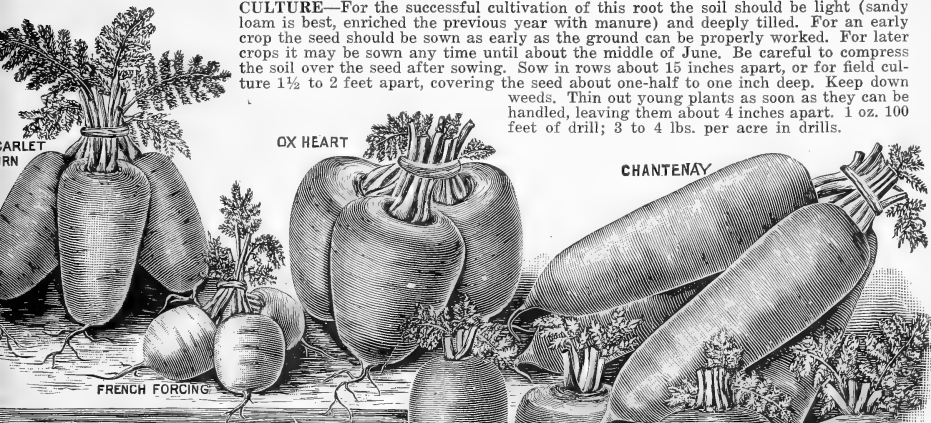 CULTURE—For the successful cultivation of this root the soil should be light (sandy
loam is best, enriched the previous year with manure) and deeply tilled. For an early
crop the seed should be sown as early as the ground can be properly worked. For later
crops it may be sown any time until about the middle of June. Be careful to compress
the soil over the seed after sowing. Sow in rows about 15 inches apart, or for field cul-
ture 1½ to 2 feet apart, covering the seed about one-half to one inch deep. Keep down
weeds. Thin out young plants as soon as they can be
handled, leaving them about 4 inches apart. 1 oz. 100
feet of drill; 3 to 4 lbs. per acre in drills.
CARLET
RN
OX HEART
CHANTENAY
FRENCH FORCING